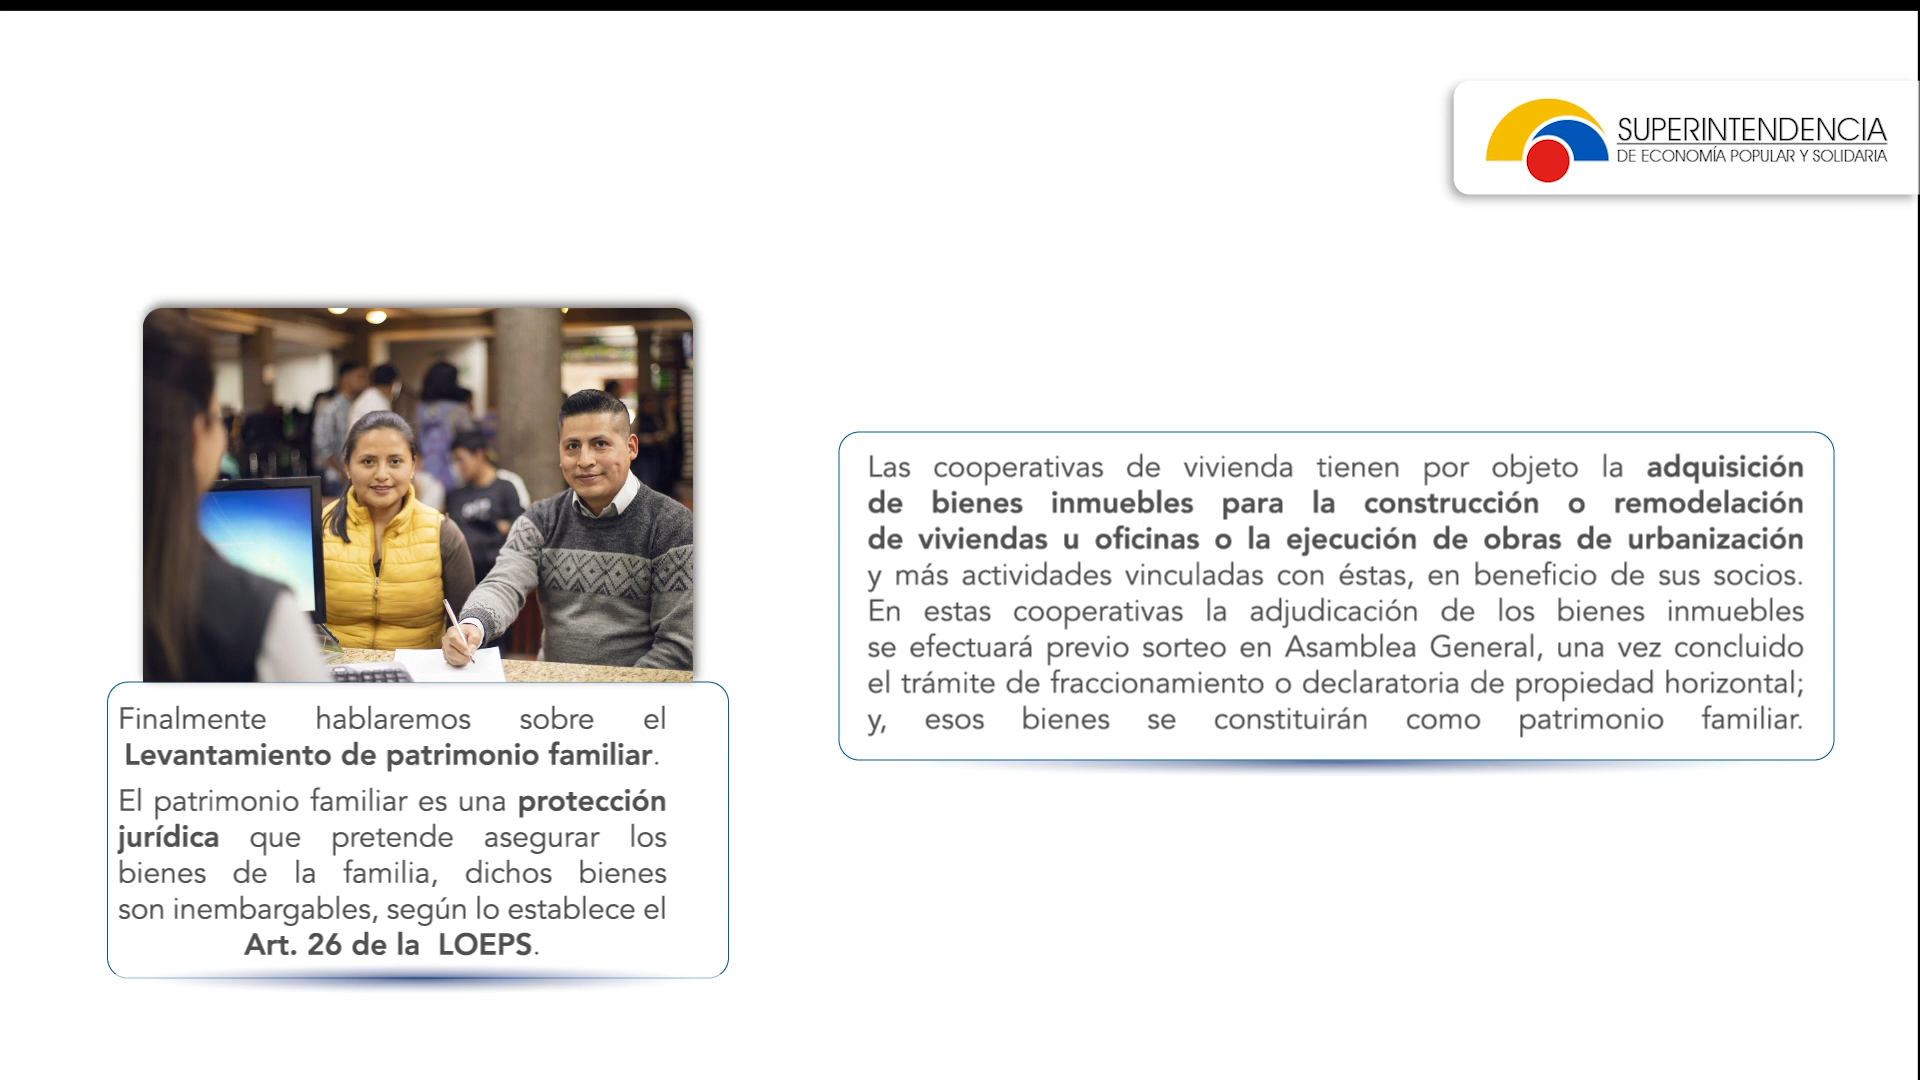 SUPERINTENDENCIA
DE ECONOMÍA POPULAR Y SOLIDARIA
Finalmente hablaremos sobre el
Levantamiento de patrimonio familiar.
El patrimonio familiar es una protección
jurídica que pretende asegurar los
bienes de la familia, dichos bienes
son inembargables, según lo establece el
Art. 26 de la LOEPS.
Las cooperativas de vivienda tienen por objeto la adquisición
de bienes inmuebles para la construcción o remodelación
de viviendas u oficinas o la ejecución de obras de urbanización
y más actividades vinculadas con éstas, en beneficio de sus socios.
En estas cooperativas la adjudicación de los bienes inmuebles
se efectuará previo sorteo en Asamblea General, una vez concluido
el trámite de fraccionamiento o declaratoria de propiedad horizontal;
y, esos bienes se constituirán como patrimonio familiar.